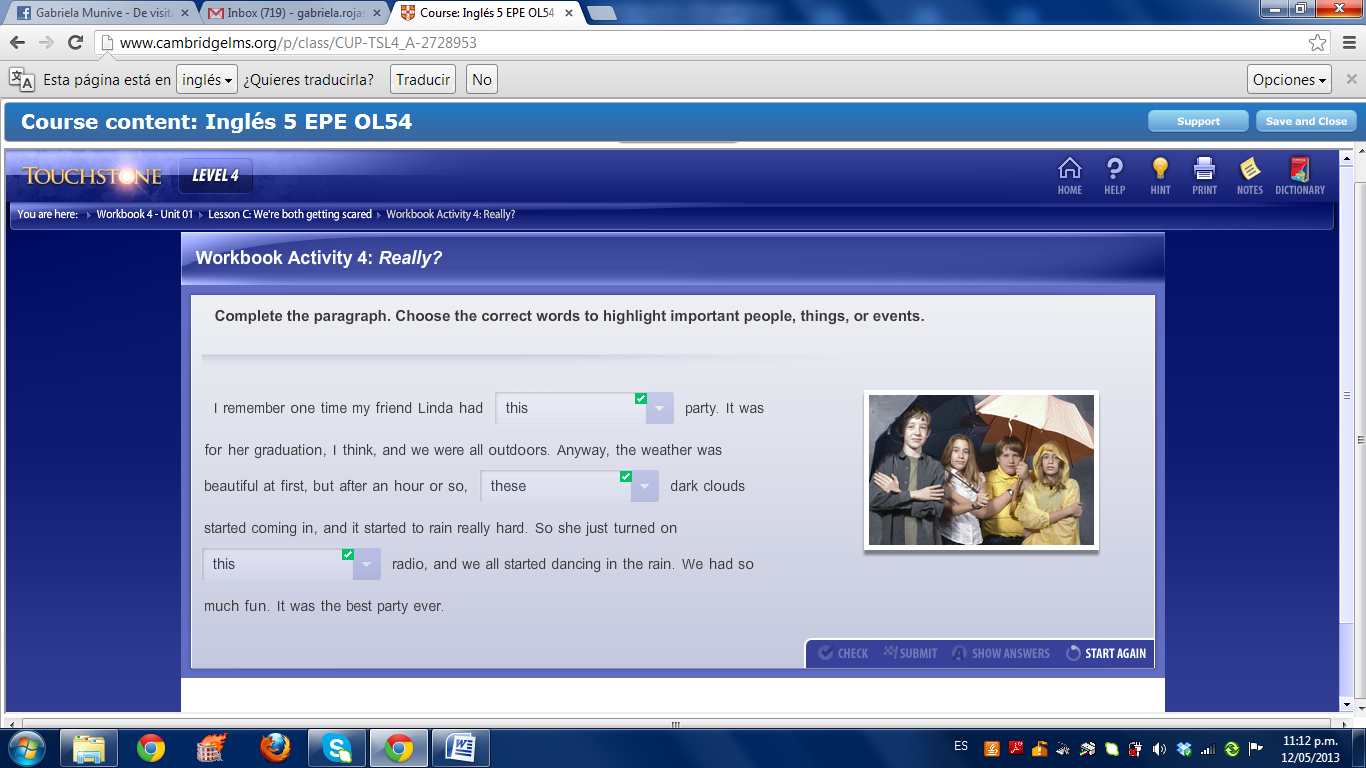 Gabriela Munive - De visita
Inbox (719) - gabriela.rojas
Course: Inglés 5 EPE OL54
www.cambridgelms.org/p/class/CUP-TSL4_A-2728953
Esta página está en inglés ¿Quieres traducirla? Traducir No Opciones
Course content: Inglés 5 EPE OL54
Support
Save and Close
TOUCHSTONE LEVEL 4
HOME HELP HINT PRINT NOTES DICTIONARY
You are here: Workbook 4 - Unit 01 Lesson C: We're both getting scared Workbook Activity 4: Really?
Workbook Activity 4: Really?
Complete the paragraph. Choose the correct words to highlight important people, things, or events.
I remember one time my friend Linda had this party. It was
for her graduation, I think, and we were all outdoors. Anyway, the weather was
beautiful at first, but after an hour or so, these dark clouds
started coming in, and it started to rain really hard. So she just turned on
this radio, and we all started dancing in the rain. We had so
much fun. It was the best party ever.
CHECK SUBMIT SHOW ANSWERS START AGAIN
ES
11:12 p.m.
12/05/2013